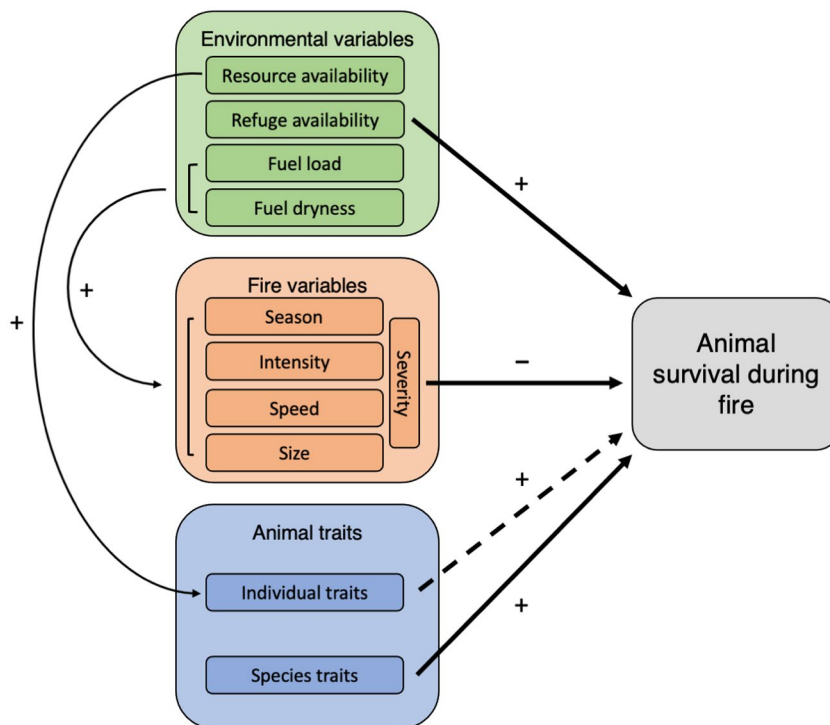 Environmental variables
Resource availability
Refuge availability
Fuel load
Fuel dryness
+
+
+
Fire variables
Season
Intensity
Speed
Size
Severity
–
Animal
survival during
fire
+
+
Animal traits
Individual traits
Species traits